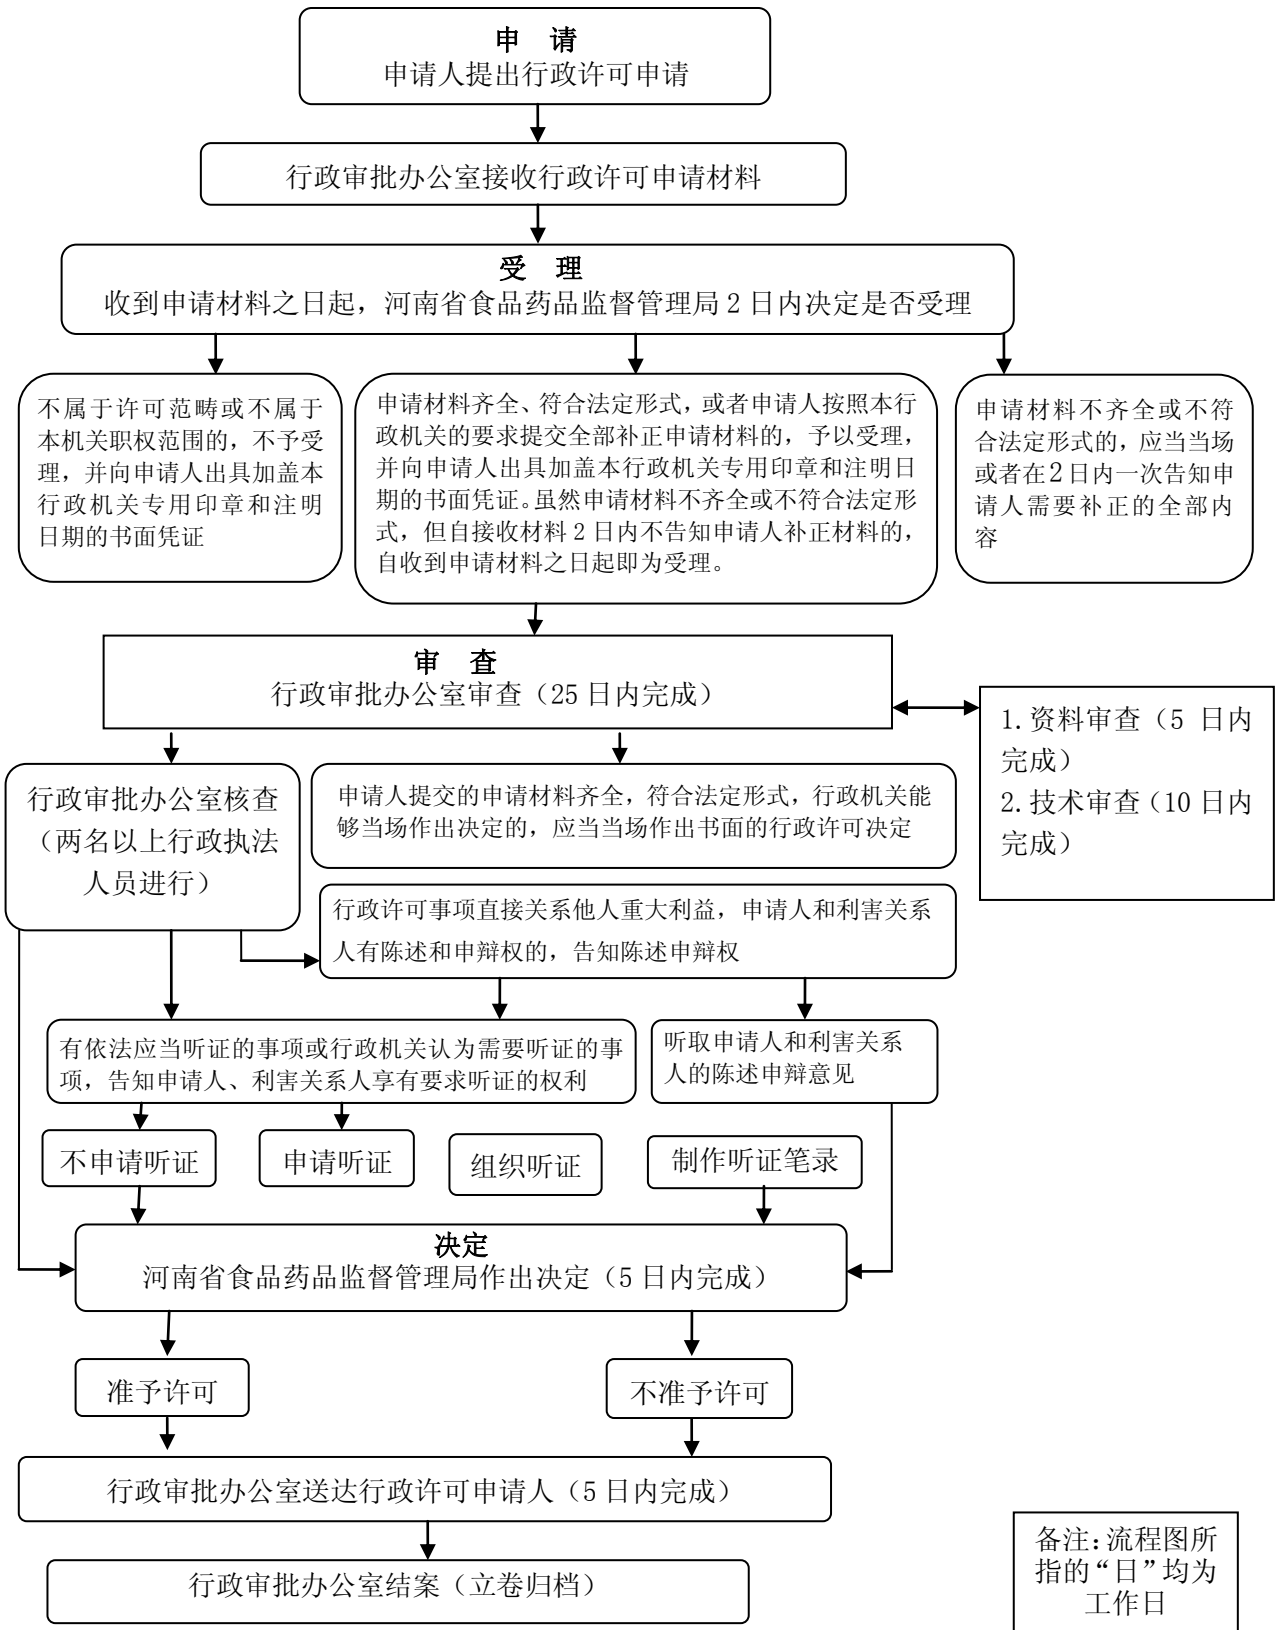 申 请
申请人提出行政许可申请
行政审批办公室接收行政许可申请材料
受 理
收到申请材料之日起，河南省食品药品监督管理局 2 日内决定是否受理
不属于许可范畴或不属于
本机关职权范围的，不予受
理，并向申请人出具加盖本
行政机关专用印章和注明
日期的书面凭证
申请材料齐全、符合法定形式，或者申请人按照本行
政机关的要求提交全部补正申请材料的，予以受理，
并向申请人出具加盖本行政机关专用印章和注明日
期的书面凭证。虽然申请材料不齐全或不符合法定形
式，但自接收材料 2 日内不告知申请人补正材料的，
自收到申请材料之日起即为受理。
申请材料不齐全或不符
合法定形式的，应当当场
或者在2日内一次告知申
请人需要补正的全部内
容
审 查
行政审批办公室审查（25 日内完成）
1.资料审查（5 日内
完成）
2.技术审查（10 日内
完成）
行政审批办公室核查
（两名以上行政执法
人员进行）
申请人提交的申请材料齐全，符合法定形式，行政机关能
够当场作出决定的，应当当场作出书面的行政许可决定
行政许可事项直接关系他人重大利益，申请人和利害关系
人有陈述和申辩权的，告知陈述申辩权
有依法应当听证的事项或行政机关认为需要听证的事
项，告知申请人、利害关系人享有要求听证的权利
听取申请人和利害关系
人的陈述申辩意见
不申请听证
申请听证
组织听证
制作听证笔录
决定
河南省食品药品监督管理局作出决定（5 日内完成）
准予许可
不准予许可
行政审批办公室送达行政许可申请人（5 日内完成）
行政审批办公室结案（立卷归档）
备注：流程图所
指的“日”均为
工作日